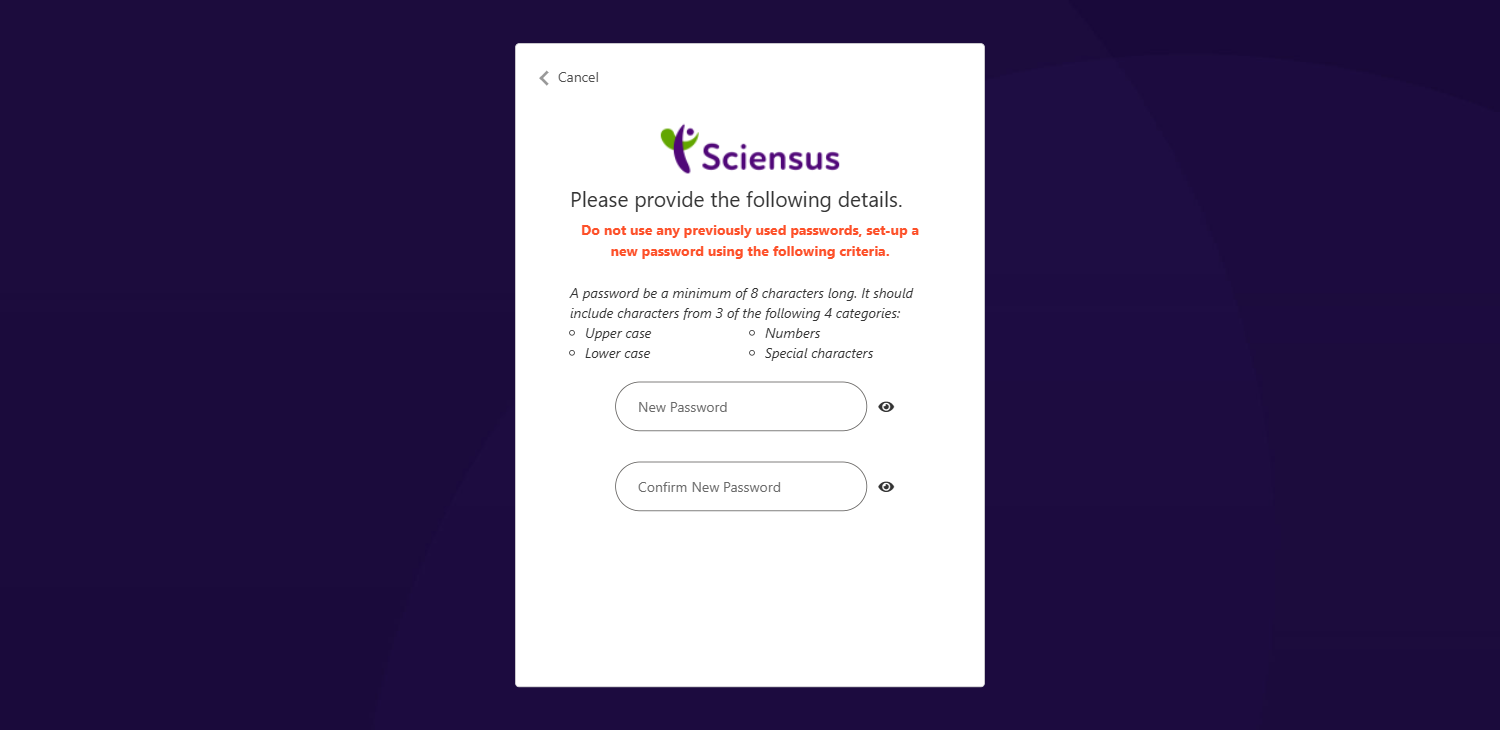 Cancel
Sciensus
Please provide the following details.
Do not use any previously used passwords, set-up a
new password using the following criteria.
A password be a minimum of 8 characters long. It should
include characters from 3 of the following 4 categories:
Upper case
Numbers
Lower case
Special characters
New Password
Confirm New Password